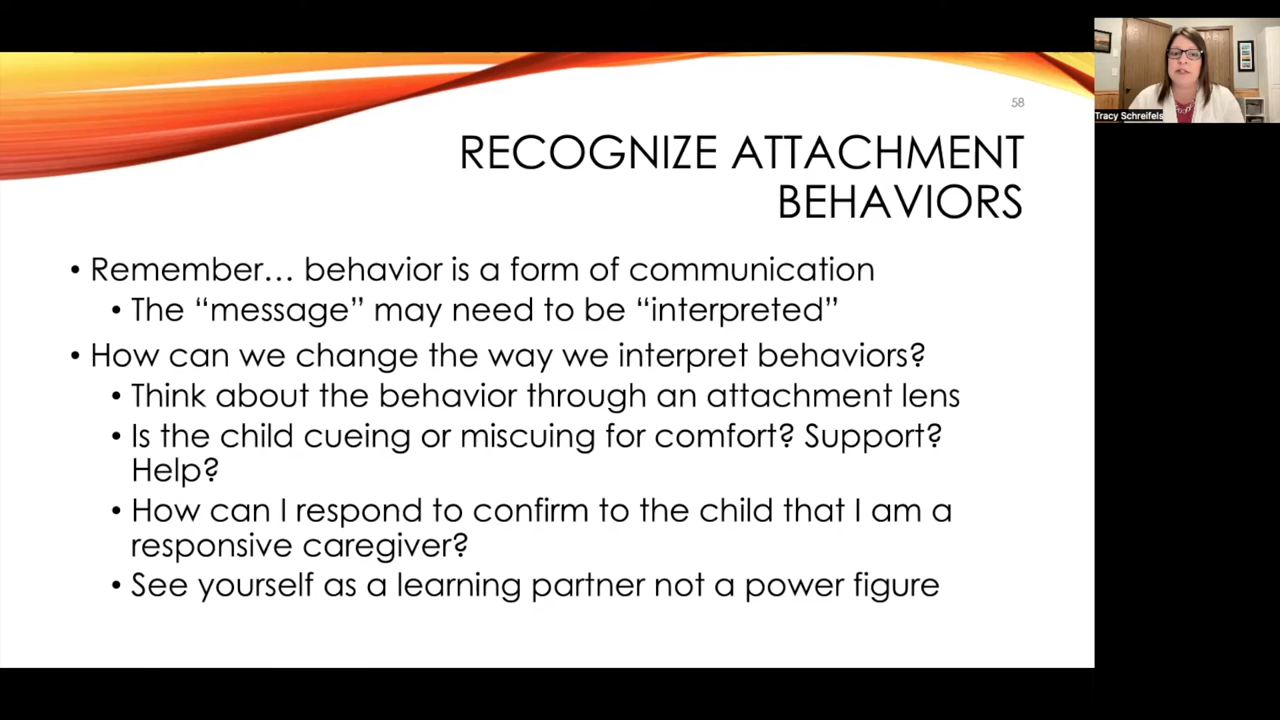 58
Tracy Schreifels
RECOGNIZE ATTACHMENT
BEHAVIORS
• Remember… behavior is a form of communication
• The “message” may need to be “interpreted”
• How can we change the way we interpret behaviors?
• Think about the behavior through an attachment lens
• Is the child cueing or miscuing for comfort? Support?
Help?
• How can I respond to confirm to the child that I am a
responsive caregiver?
• See yourself as a learning partner not a power figure